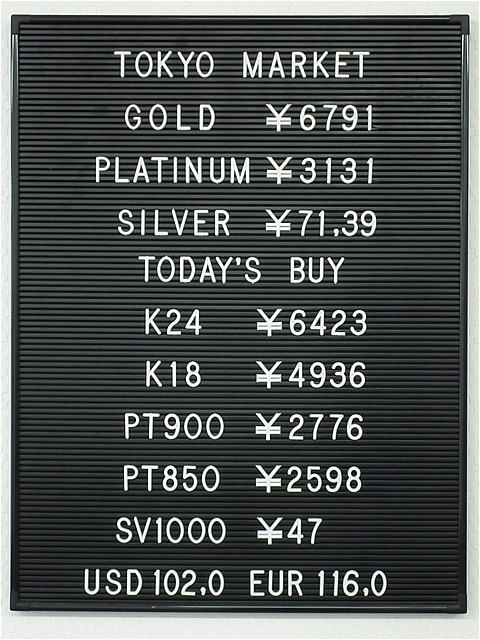 TOKYO MARKET
GOLD ¥6791
PLATINUM ¥3131
SILVER ¥71.39
TODAY'S BUY
K24 ¥6423
K18 ¥4936
PT900 ¥2776
PT850 ¥2598
SV1000 ¥47
USD 102.0 EUR 116.0